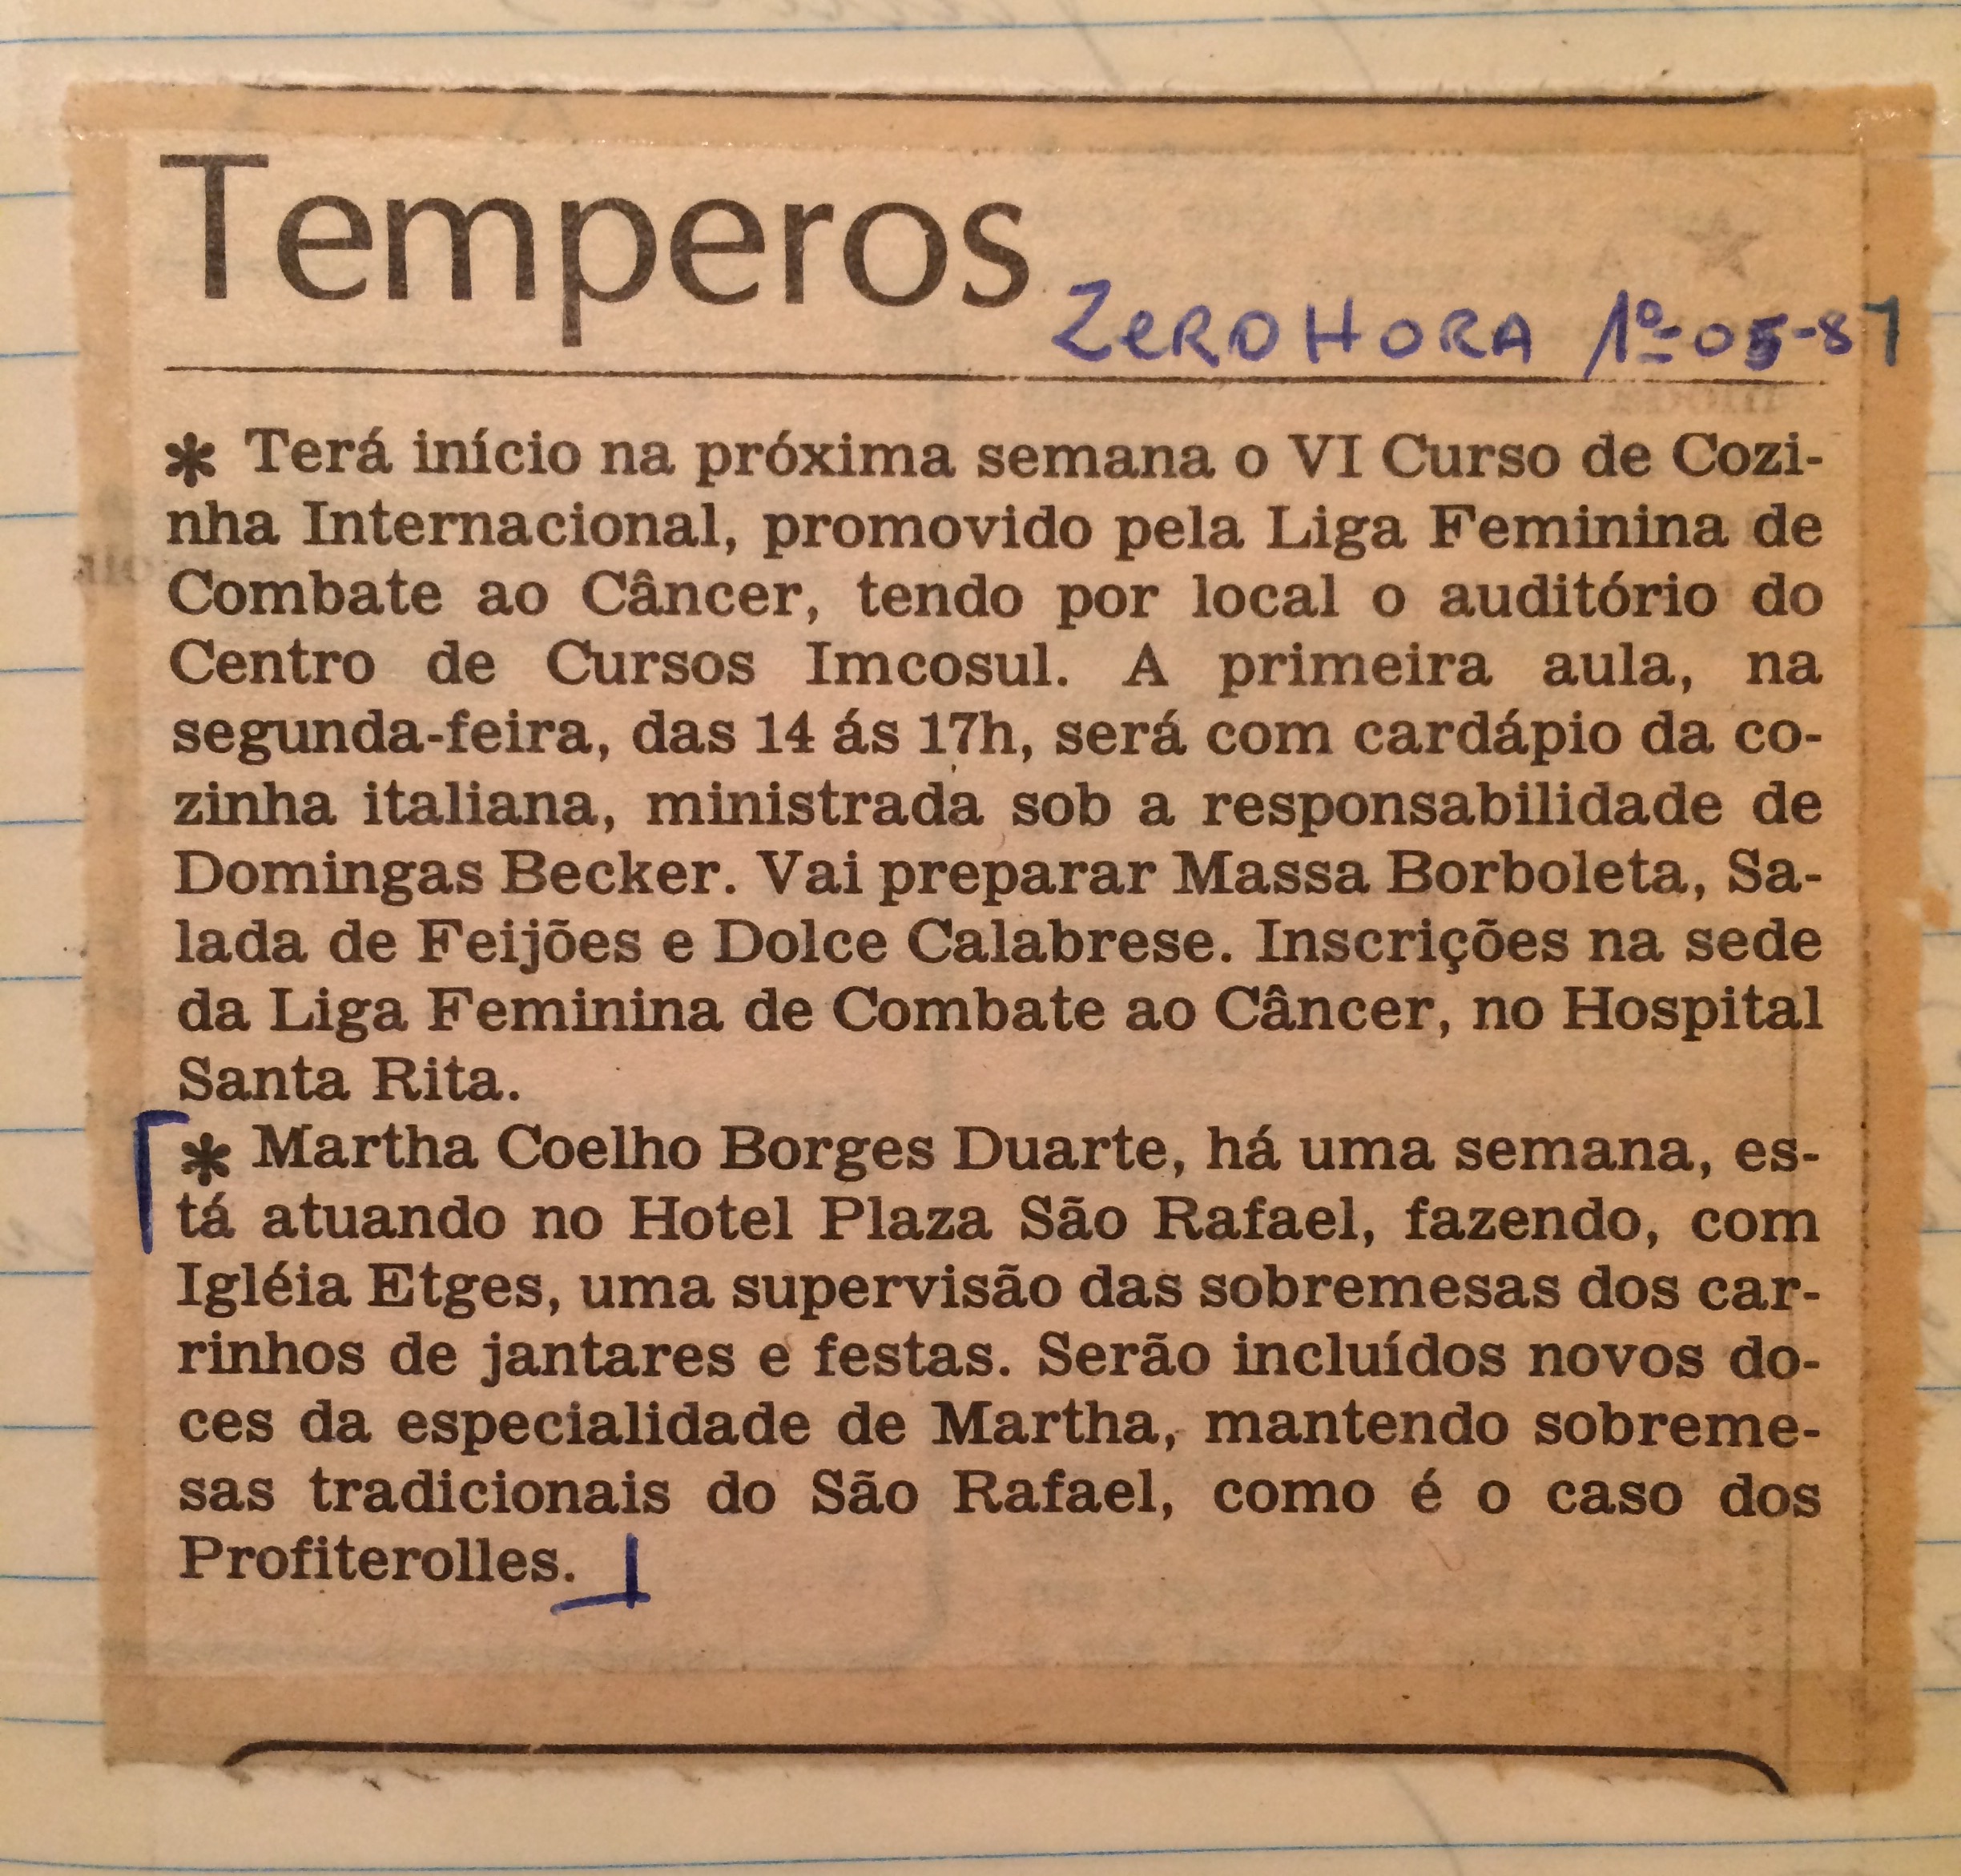 Temperos
ZERO HORA 1º-05-87
* Terá início na próxima semana o VI Curso de Cozi-
nha Internacional, promovido pela Liga Feminina de
Combate ao Câncer, tendo por local o auditório do
Centro de Cursos Imcosul. A primeira aula, na
segunda-feira, das 14 ás 17h, será com cardápio da co-
zinha italiana, ministrada sob a responsabilidade de
Domingas Becker. Vai preparar Massa Borboleta, Sa-
lada de Feijões e Dolce Calabrese. Inscrições na sede
da Liga Feminina de Combate ao Câncer, no Hospital
Santa Rita.
* Martha Coelho Borges Duarte, há uma semana, es-
tá atuando no Hotel Plaza São Rafael, fazendo, com
Igléia Etges, uma supervisão das sobremesas dos car-
rinhos de jantares e festas. Serão incluídos novos do-
ces da especialidade de Martha, mantendo sobreme-
sas tradicionais do São Rafael, como é o caso dos
Profiterolles.